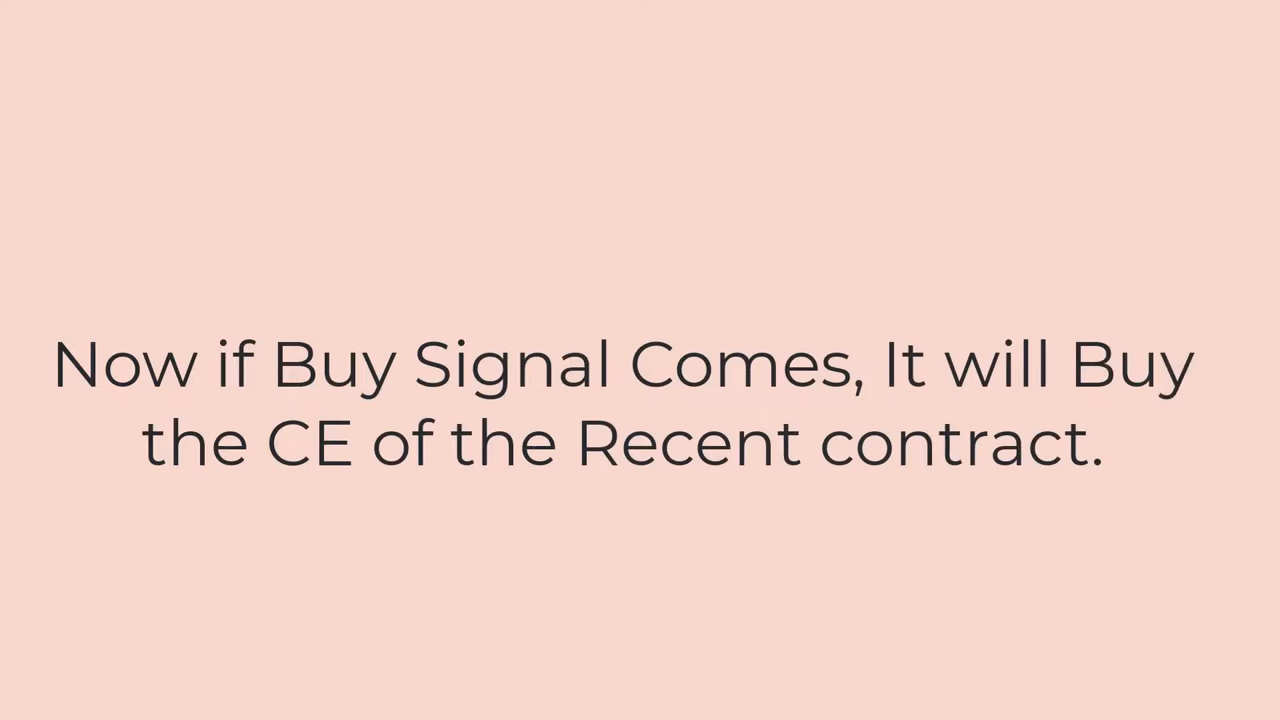 Now if Buy Signal Comes, It will Buy
the CE of the Recent contract.